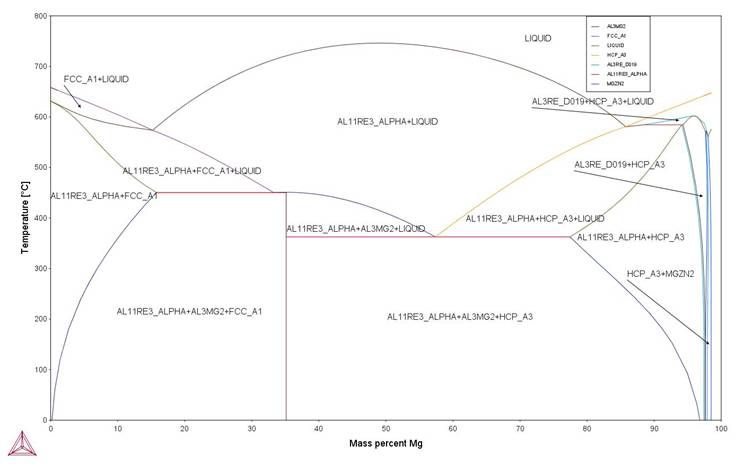 800
700
600
500
400
300
200
100
0
Temperature [°C]
0
10
20
30
40
50
60
70
80
90
100
Mass percent Mg
AL3MG2
FCC_A1
LIQUID
HCP_A3
AL3RE_D019
AL11RE3_ALPHA
MGZN2
LIQUID
FCC_A1+LIQUID
AL3RE_D019+HCP_A3+LIQUID
AL11RE3_ALPHA+LIQUID
AL11RE3_ALPHA+FCC_A1+LIQUID
AL3RE_D019+HCP_A3
AL11RE3_ALPHA+FCC_A1
AL11RE3_ALPHA+HCP_A3+LIQUID
AL11RE3_ALPHA+AL3MG2+LIQUID
AL11RE3_ALPHA+HCP_A3
HCP_A3+MGZN2
AL11RE3_ALPHA+AL3MG2+FCC_A1
AL11RE3_ALPHA+AL3MG2+HCP_A3